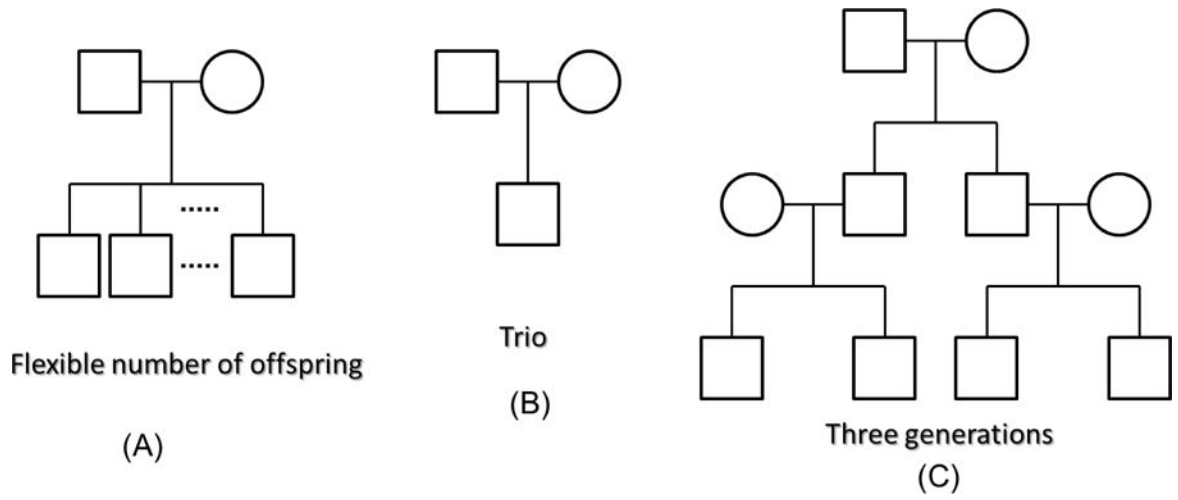 .....
.....
Flexible number of offspring
(A)
Trio
(B)
Three generations
(C)